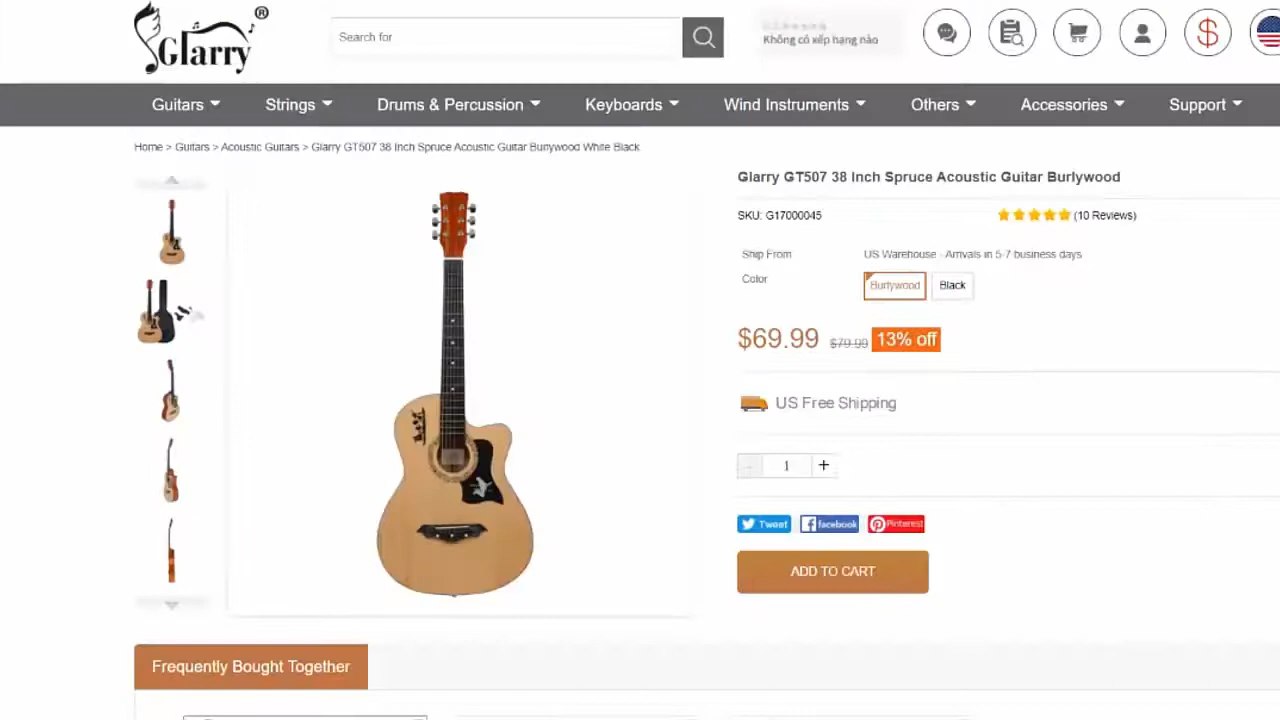 Glarry®
Search for
Không có xếp hạng nào
Guitars
Strings
Drums & Percussion
Keyboards
Wind Instruments
Others
Accessories
Support
Home > Guitars > Acoustic Guitars > Glarry GT507 38 Inch Spruce Acoustic Guitar Burlywood White Black
Glarry GT507 38 Inch Spruce Acoustic Guitar Burlywood
SKU: G17000045
(10 Reviews)
Ship From
US Warehouse - Arrivals in 5-7 business days
Color
Burlywood
Black
$69.99 $79.99 13% off
US Free Shipping
- 1 +
Tweet
facebook
Pinterest
ADD TO CART
Frequently Bought Together